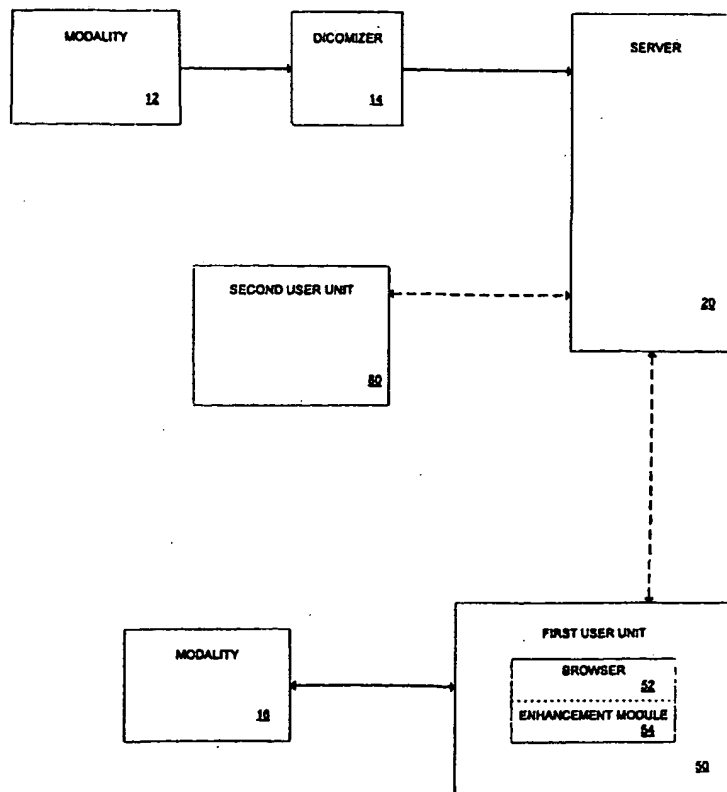 MODALITY
12
DICOMIZER
14
SERVER
20
SECOND USER UNIT
80
MODALITY
16
FIRST USER UNIT
BROWSER
52
ENHANCEMENT MODULE
54
50